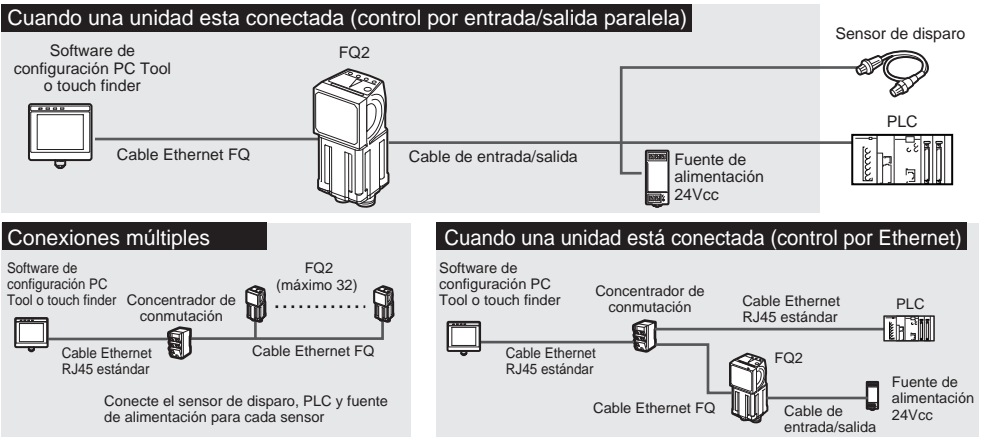 Cuando una unidad esta conectada (control por entrada/salida paralela)
Software de
configuración PC Tool
o touch finder
FQ2
Sensor de disparo
PLC
Cable Ethernet FQ
Cable de entrada/salida
Fuente de
alimentación
24Vcc
Conexiones múltiples
Software de
configuración PC
Tool o touch finder
Concentrador de
conmutación
FQ2
(máximo 32)
Cable Ethernet
RJ45 estándar
Cable Ethernet FQ
Conecte el sensor de disparo, PLC y fuente
de alimentación para cada sensor
Cuando una unidad está conectada (control por Ethernet)
Software de
configuración PC
Tool o touch finder
Concentrador de
conmutación
Cable Ethernet
RJ45 estándar
PLC
Cable Ethernet
RJ45 estándar
FQ2
Cable Ethernet FQ
Cable de
entrada/salida
Fuente de
alimentación
24Vcc